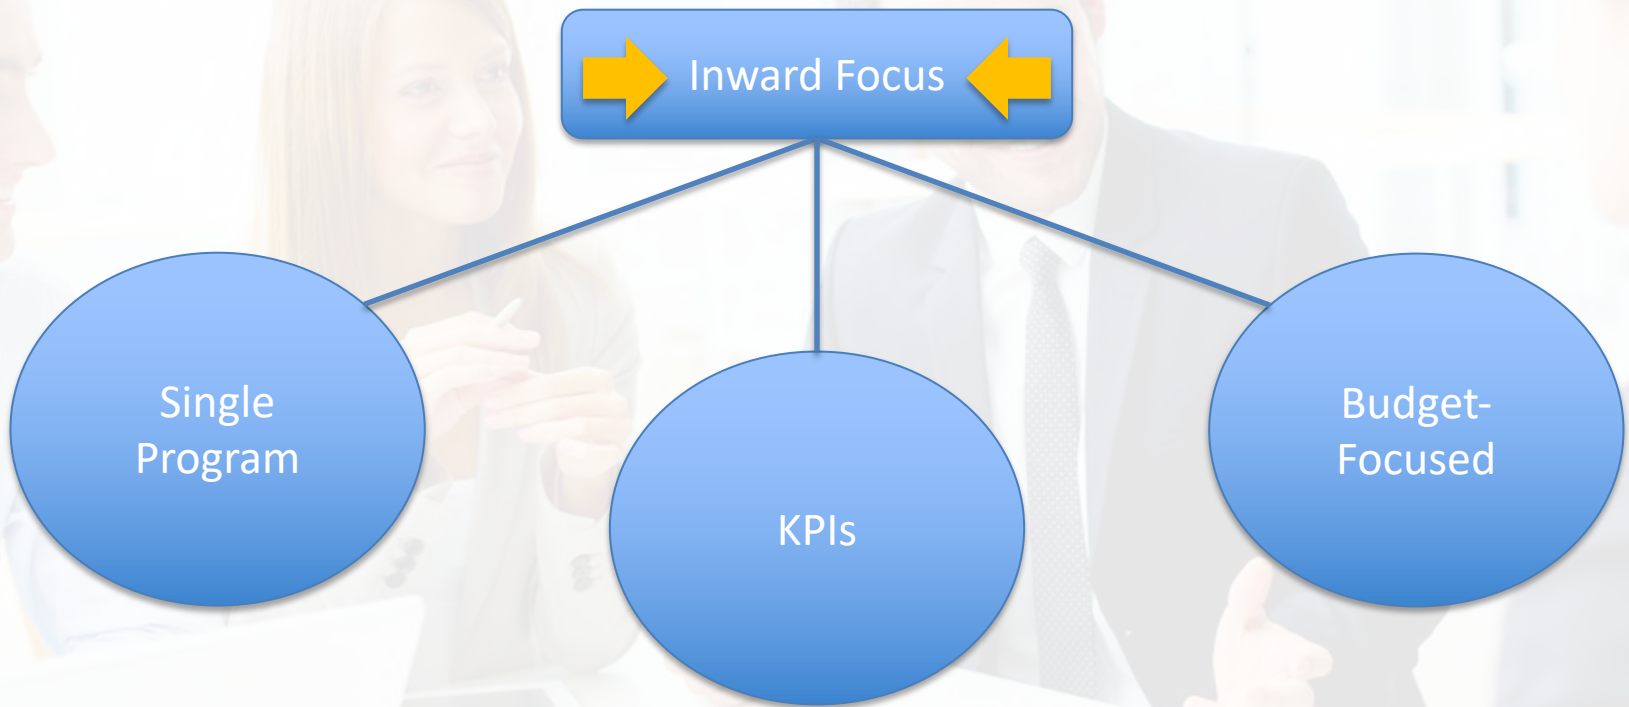 Inward Focus
Single
Program
KPIs
Budget-
Focused